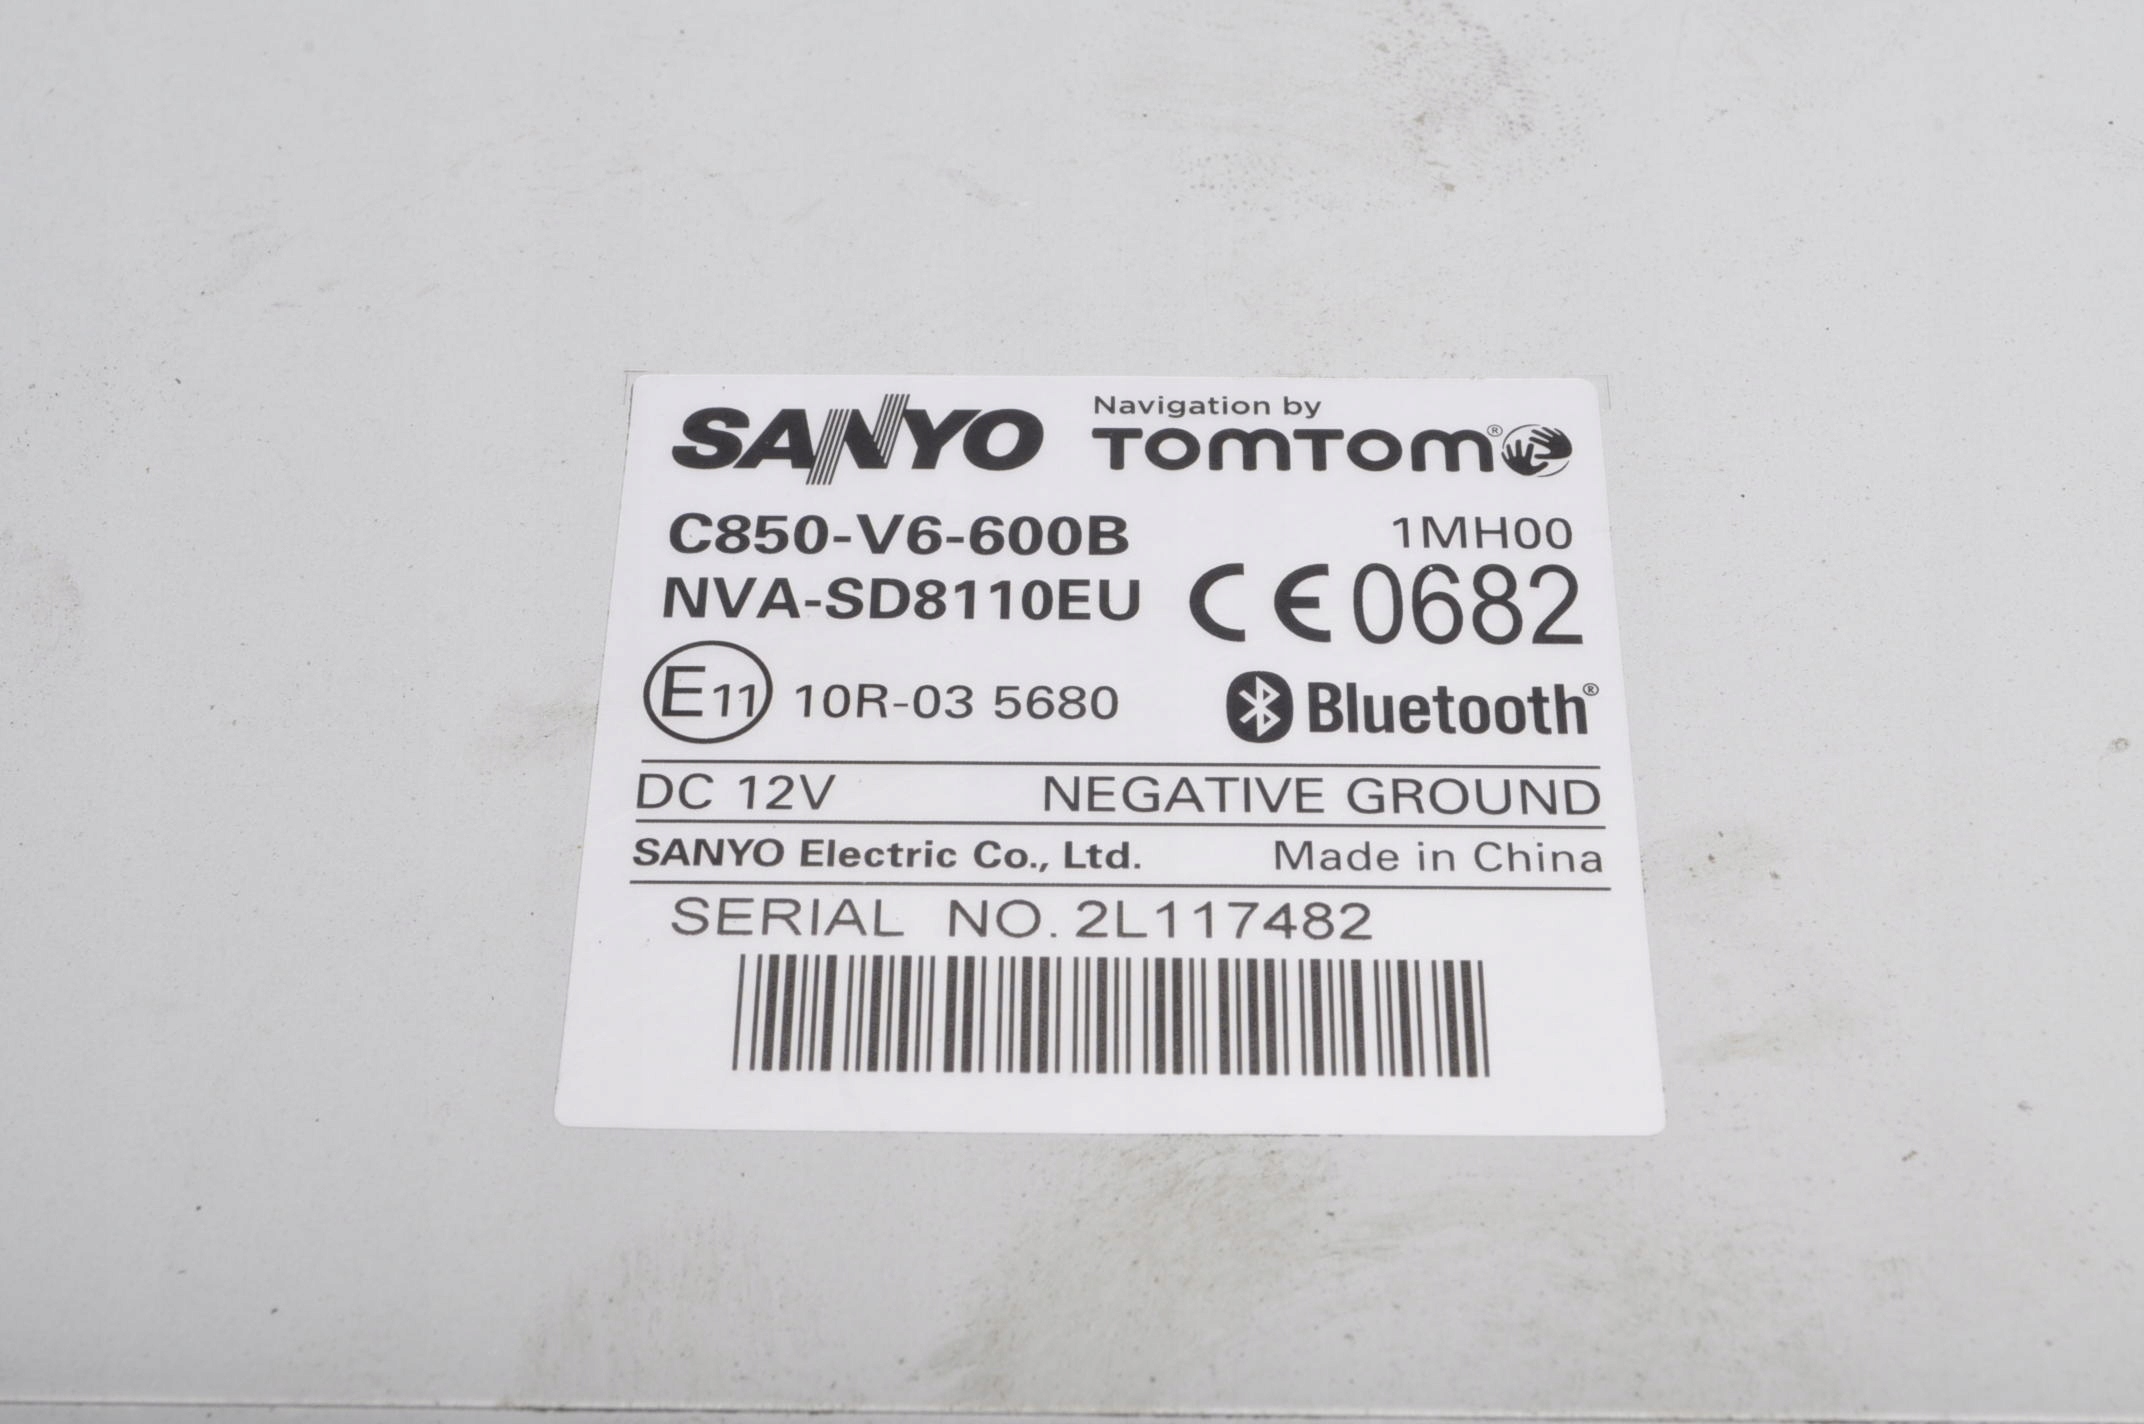 SANYO Navigation by
TOMTOM®
C850-V6-600B 1MH00
NVA-SD8110EU CE0682
E11 10R-03 5680 Bluetooth®
DC 12V NEGATIVE GROUND
SANYO Electric Co., Ltd. Made in China
SERIAL NO. 2L117482